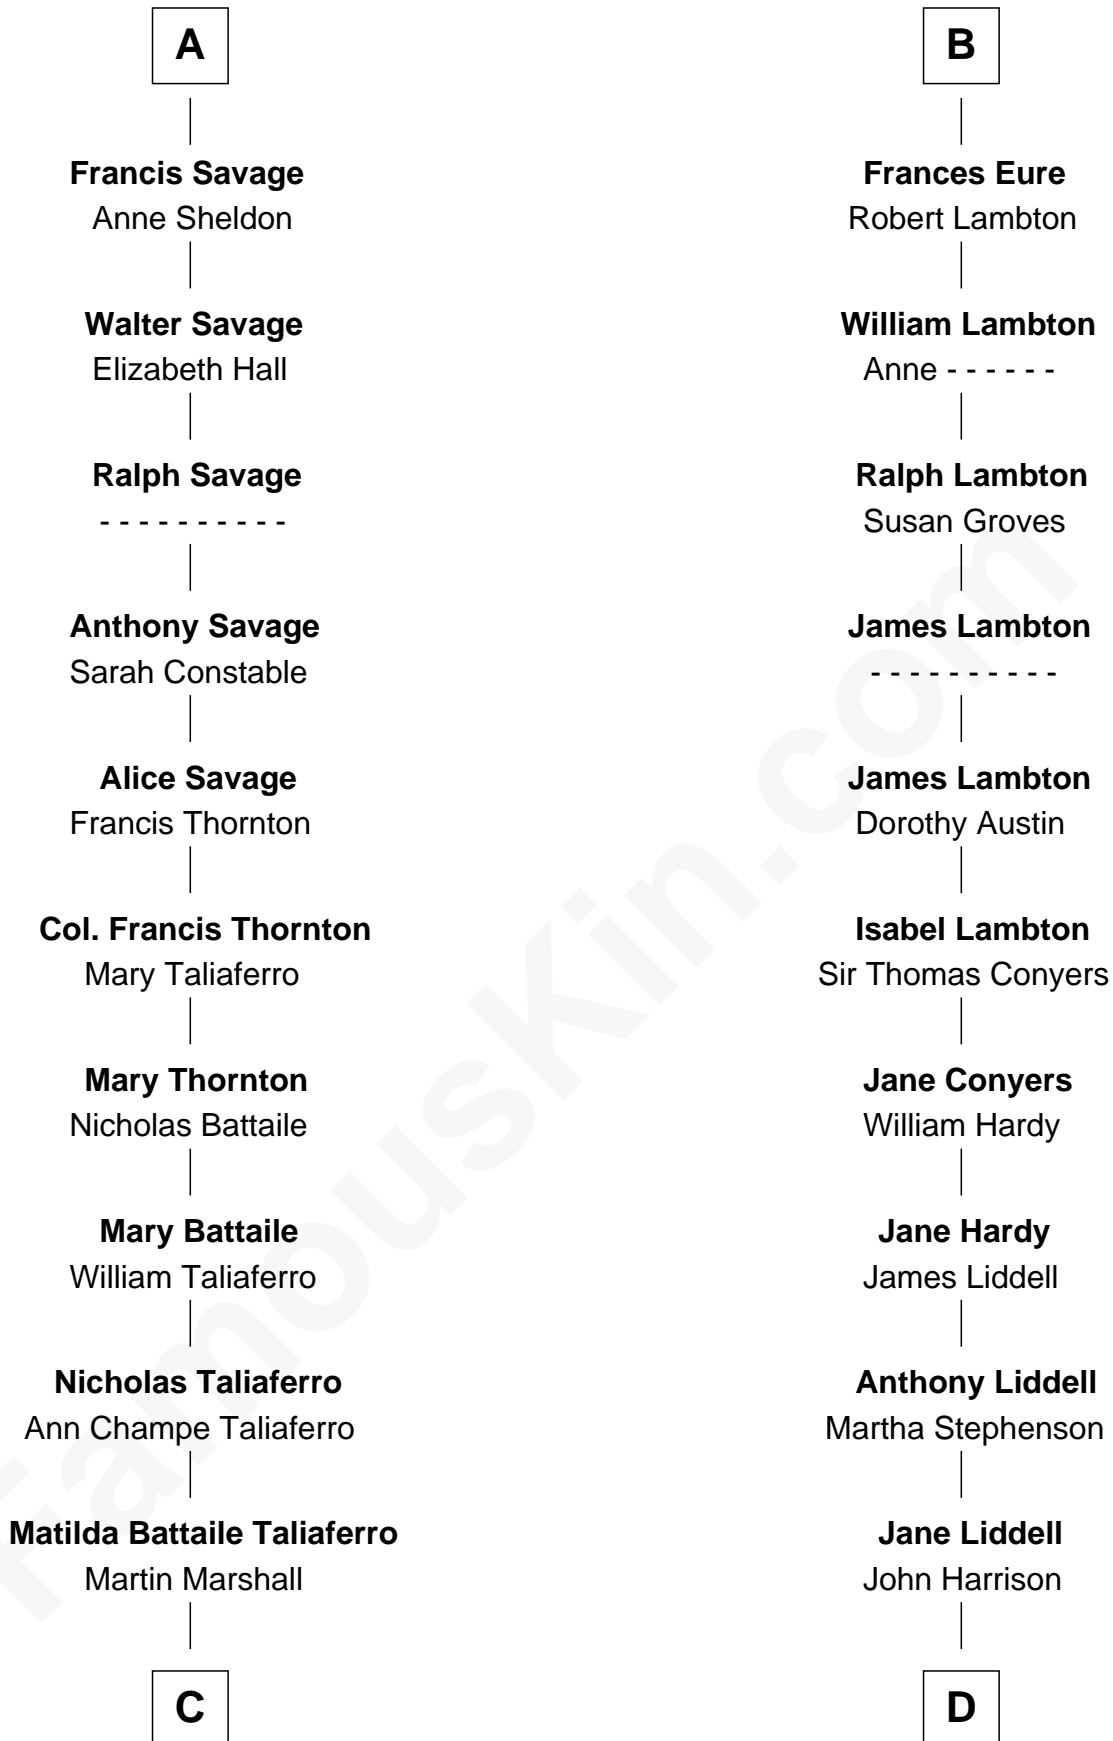 A
Francis Savage
Anne Sheldon
Walter Savage
Elizabeth Hall
Ralph Savage
- - - - - - - - - -
Anthony Savage
Sarah Constable
Alice Savage
Francis Thornton
Col. Francis Thornton
Mary Taliaferro
Mary Thornton
Nicholas Battaile
Mary Battaile
William Taliaferro
Nicholas Taliaferro
Ann Champe Taliaferro
Matilda Battaile Taliaferro
Martin Marshall
C
B
Frances Eure
Robert Lambton
William Lambton
Anne - - - - - -
Ralph Lambton
Susan Groves
James Lambton
- - - - - - - - - -
James Lambton
Dorothy Austin
Isabel Lambton
Sir Thomas Conyers
Jane Conyers
William Hardy
Jane Hardy
James Liddell
Anthony Liddell
Martha Stephenson
Jane Liddell
John Harrison
D
FamousKin.com